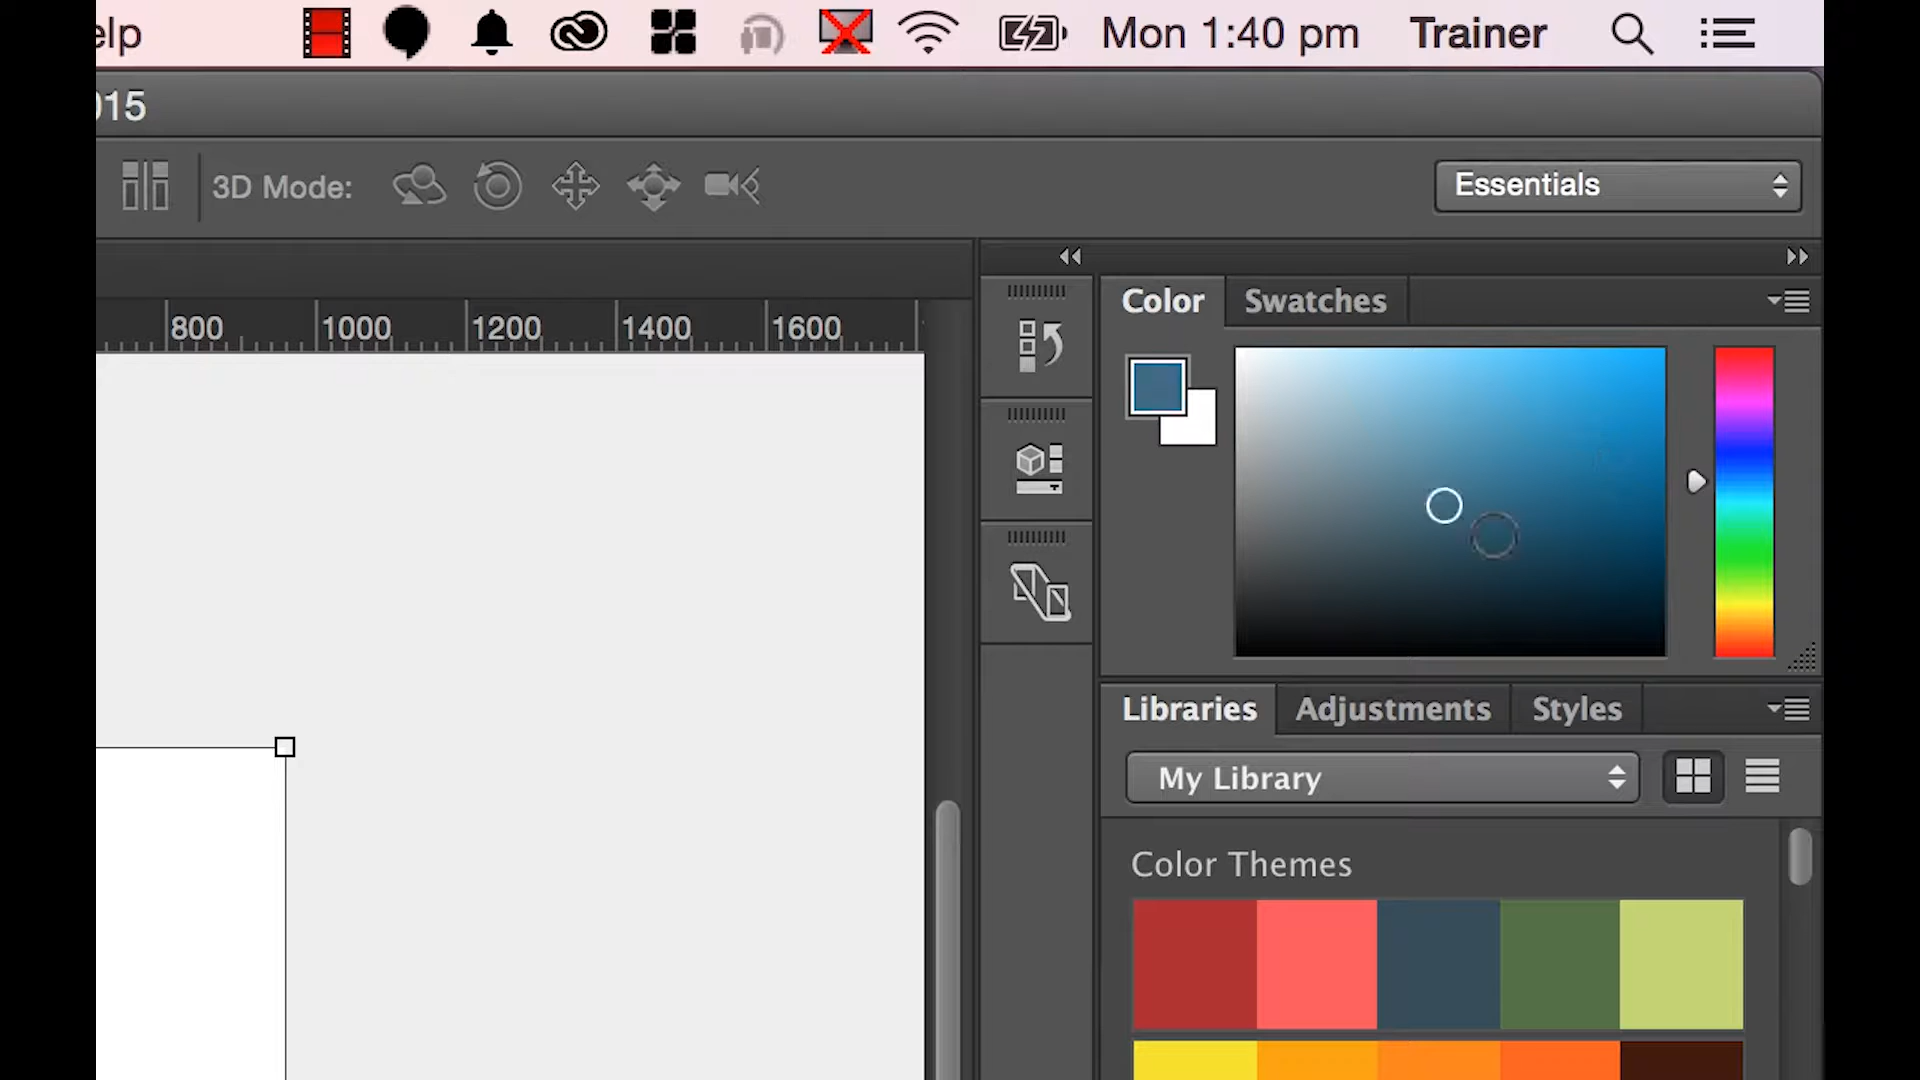 elp Mon 1:40 pm Trainer
015
3D Mode: Essentials
800 1000 1200 1400 1600
Color Swatches
Libraries Adjustments Styles
My Library
Color Themes